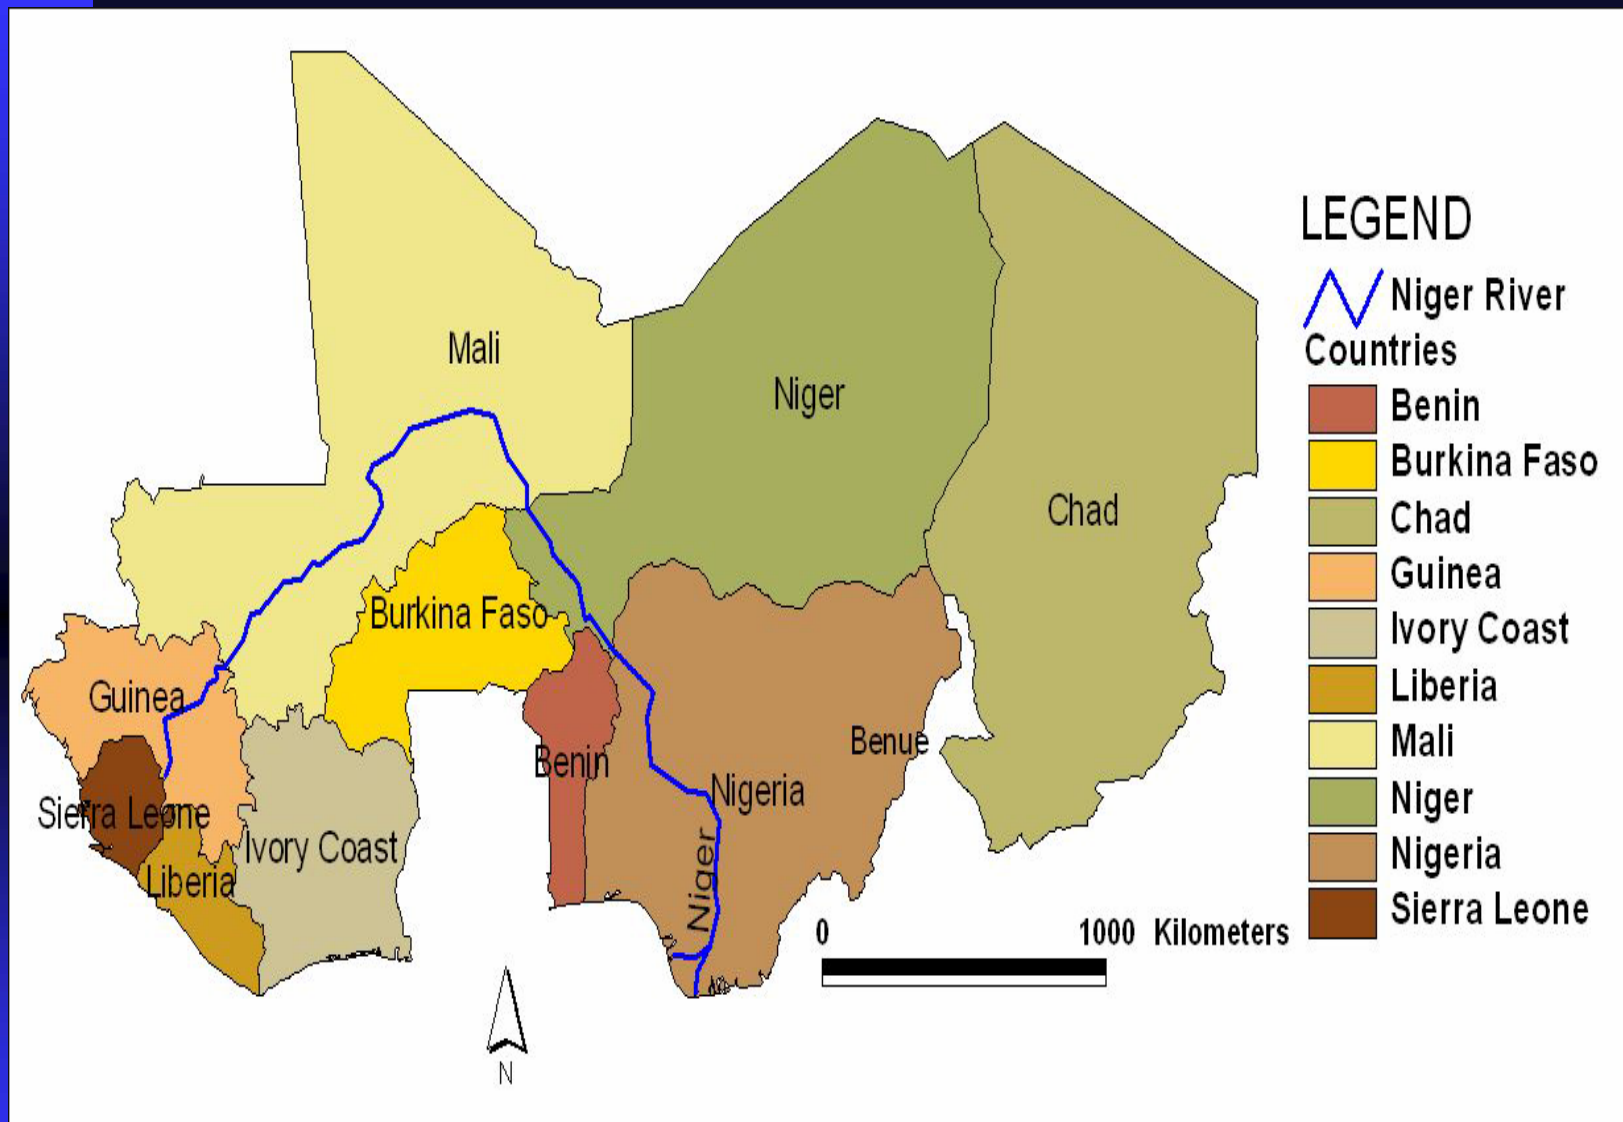 Mali
Niger
Chad
Burkina Faso
Guinea
Benue
Benin
Nigeria
Sierra Leone
Ivory Coast
Liberia
Niger
0
1000 Kilometers
N
LEGEND
Niger River
Countries
Benin
Burkina Faso
Chad
Guinea
Ivory Coast
Liberia
Mali
Niger
Nigeria
Sierra Leone